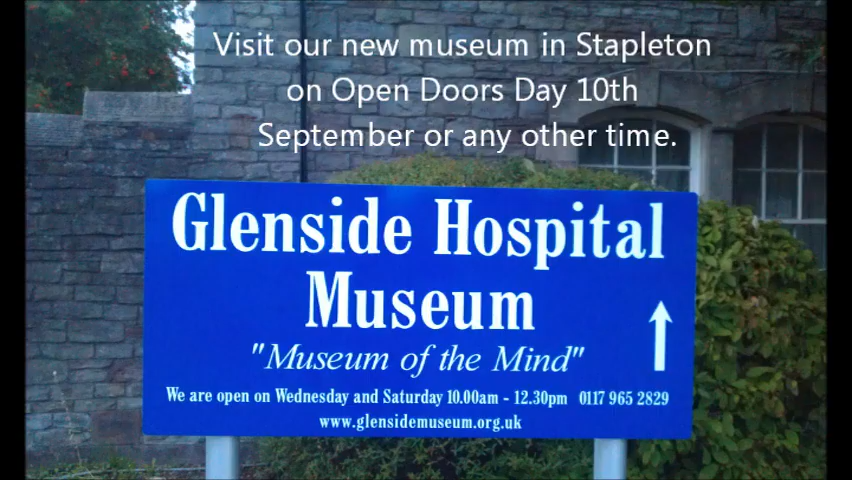 Visit our new museum in Stapleton
on Open Doors Day 10th
September or any other time.
Glenside Hospital
Museum
"Museum of the Mind"
We are open on Wednesday and Saturday 10.00am - 12.30pm 0117 965 2829
www.glensidemuseum.org.uk